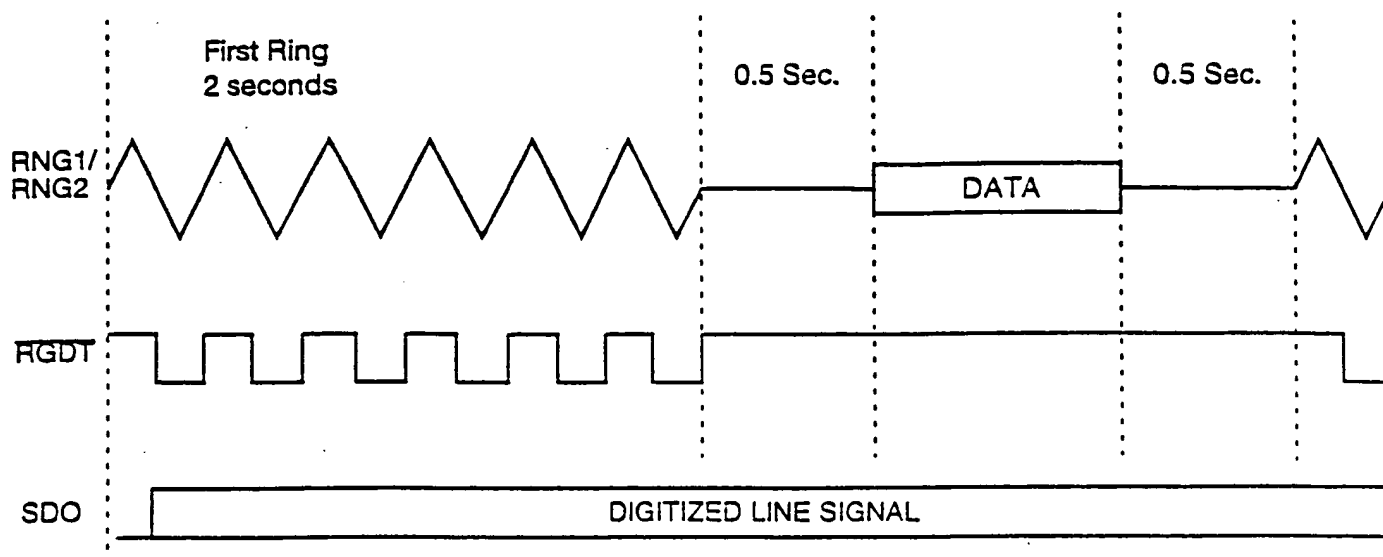 First Ring
2 seconds
0.5 Sec.
0.5 Sec.
RNG1/
RNG2
DATA
RGDT
SDO
DIGITIZED LINE SIGNAL